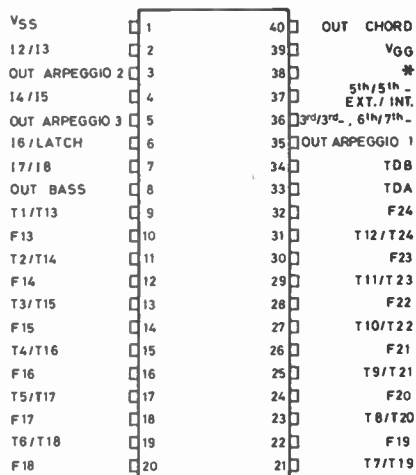 VSS 1 40 OUT CHORD
I2/I3 2 39 VGG
OUT ARPEGGIO 2 3 38 *
I4/I5 4 37 5th/5th - EXT./ INT.
OUT ARPEGGIO 3 5 36 3rd/3rd-, 6th/7th-
I6/LATCH 6 35 OUT ARPEGGIO 1
I7/I8 7 34 TDB
OUT BASS 8 33 TDA
T1/T13 9 32 F24
F13 10 31 T12/T24
T2/T14 11 30 F23
F14 12 29 T11/T23
T3/T15 13 28 F22
F15 14 27 T10/T22
T4/T16 15 26 F21
F16 16 25 T9/T21
T5/T17 17 24 F20
F17 18 23 T8/T20
T6/T18 19 22 F19
F18 20 21 T7/T19